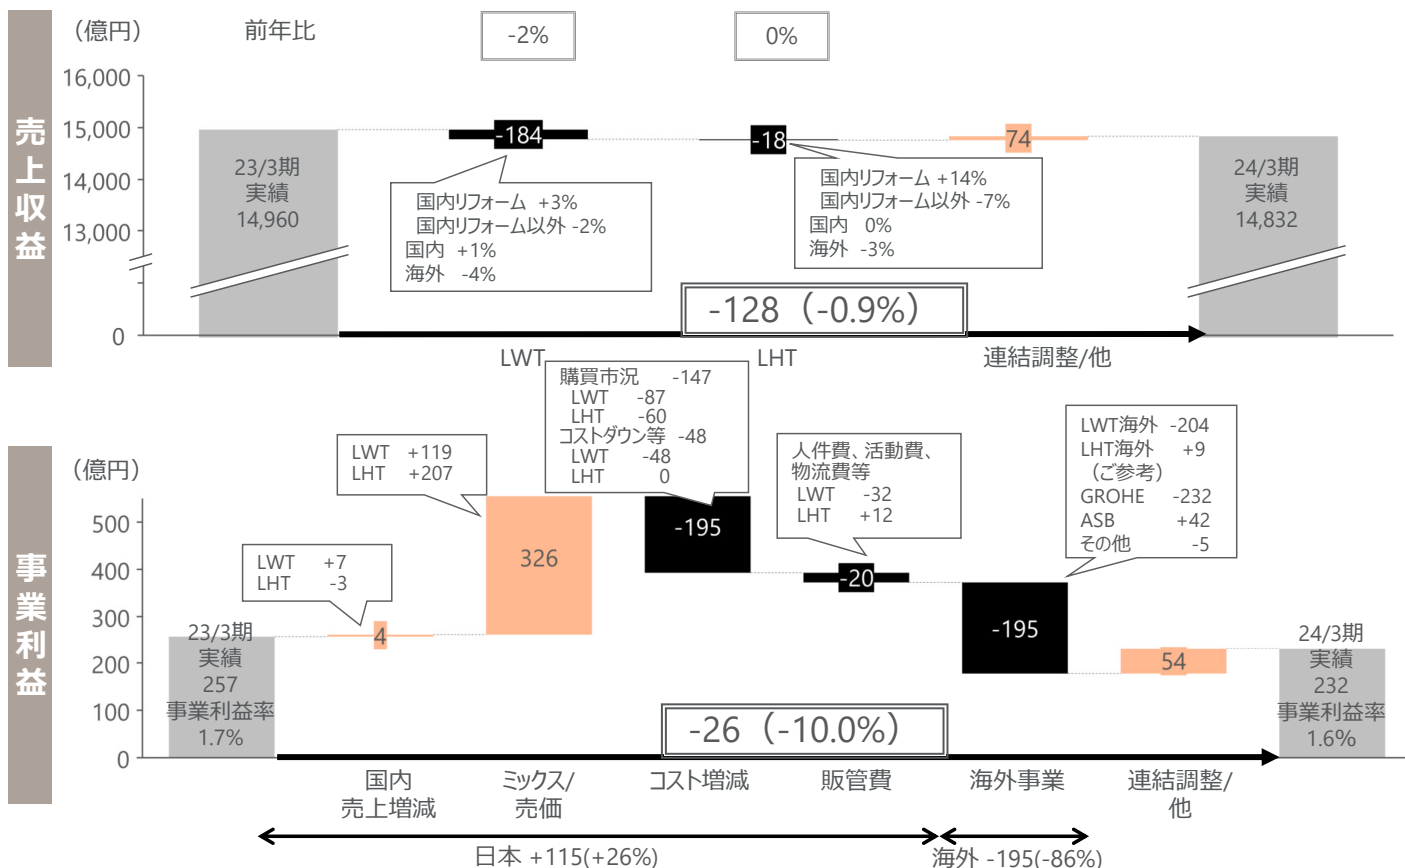 売上収益
（億円）
前年比
-2%
0%
16,000
15,000
14,000
13,000
0
23/3期
実績
14,960
-184
国内リフォーム +3%
国内リフォーム以外 -2%
国内 +1%
海外 -4%
-18
国内リフォーム +14%
国内リフォーム以外 -7%
国内 0%
海外 -3%
74
24/3期
実績
14,832
-128（-0.9%）
LWT
LHT
連結調整/他
事業利益
（億円）
500
400
300
200
100
0
23/3期
実績
257
事業利益率
1.7%
LWT +7
LHT -3
4
LWT +119
LHT +207
326
購買市況 -147
LWT -87
LHT -60
コストダウン等 -48
LWT -48
LHT 0
-195
人件費、活動費、
物流費等
LWT -32
LHT +12
-20
LWT海外 -204
LHT海外 +9
（ご参考）
GROHE -232
ASB +42
その他 -5
-195
54
24/3期
実績
232
事業利益率
1.6%
-26（-10.0%）
国内
売上増減
ミックス/
売価
コスト増減
販管費
海外事業
連結調整/
他
日本 +115(+26%)
海外 -195(-86%)